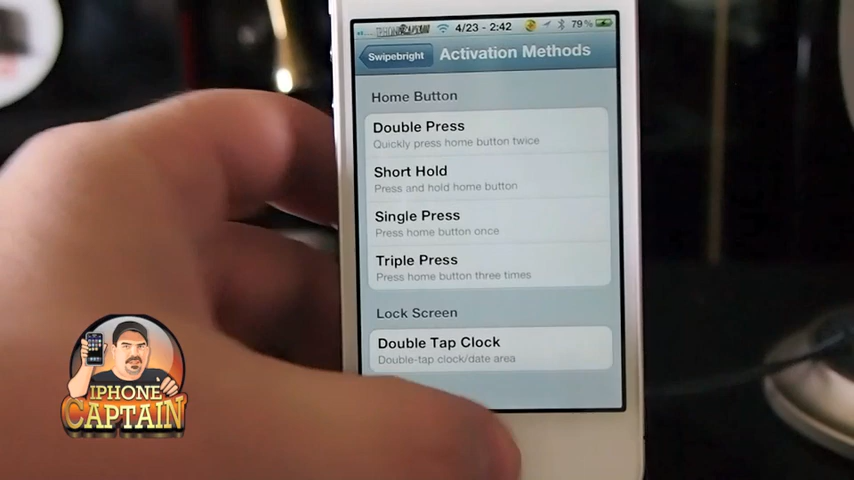 IPHONECAPTAIN 4/23 - 2:42 79%
Swipebright Activation Methods
Home Button
Double Press
Quickly press home button twice
Short Hold
Press and hold home button
Single Press
Press home button once
Triple Press
Press home button three times
Lock Screen
Double Tap Clock
Double-tap clock/date area
IPHONE
CAPTAIN